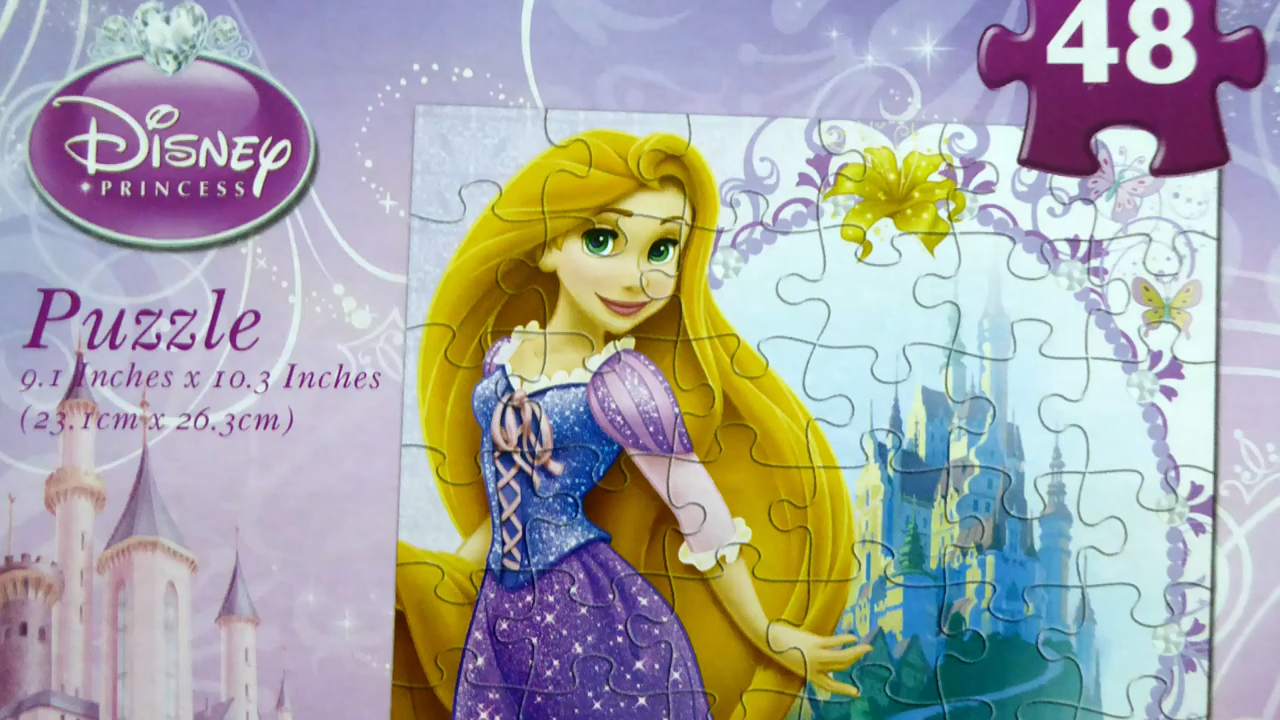 Disney
PRINCESS
48
Puzzle
9.1 Inches x 10.3 Inches
(23.1cm x 26.3cm)